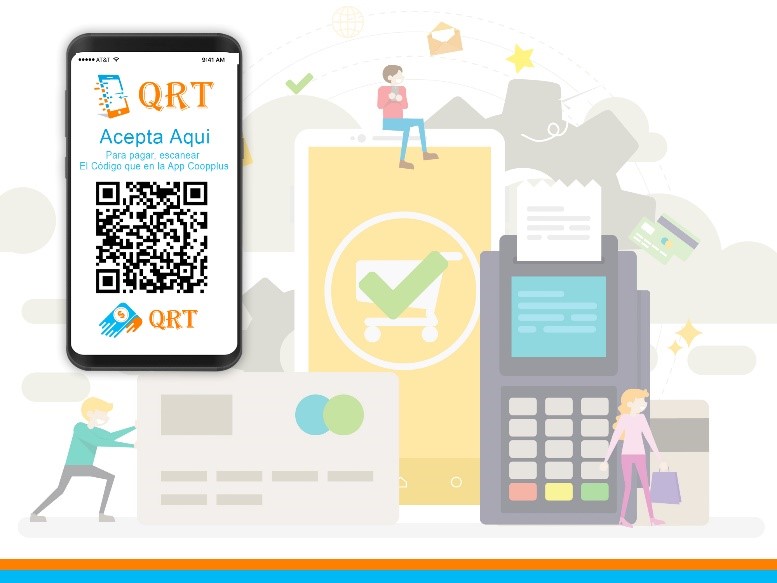 AT&T
9:41 AM
QRT
Acepta Aqui
Para pagar, escanear
El Código que en la App Coopplus
QRT